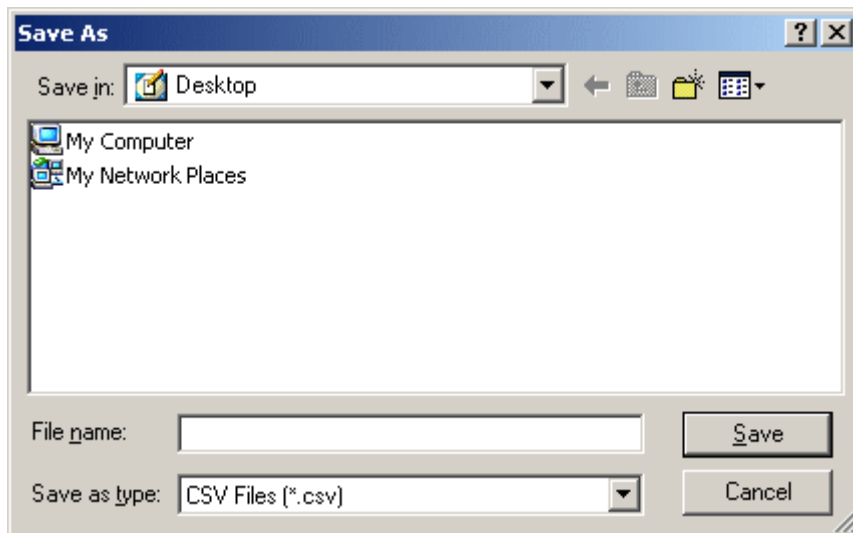 Save As
Save in: Desktop
My Computer
My Network Places
File name:
Save
Save as type: CSV Files (*.csv)
Cancel